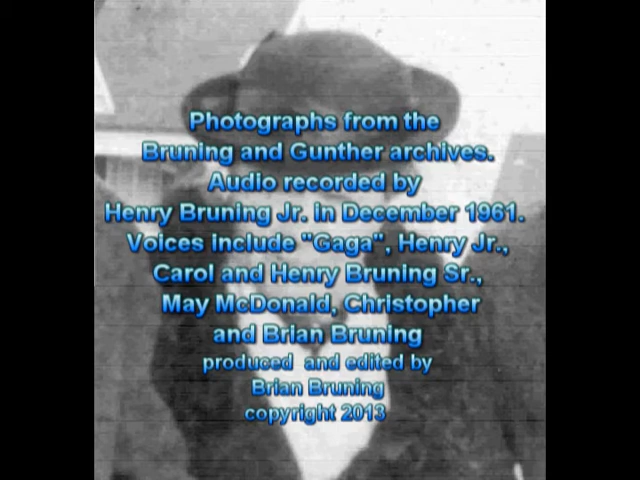 Photographs from the
Bruning and Gunther archives.
Audio recorded by
Henry Bruning Jr. in December 1961.
Voices include "Gaga", Henry Jr.,
Carol and Henry Bruning Sr.,
May McDonald, Christopher
and Brian Bruning
produced  and edited by
Brian Bruning
copyright 2013